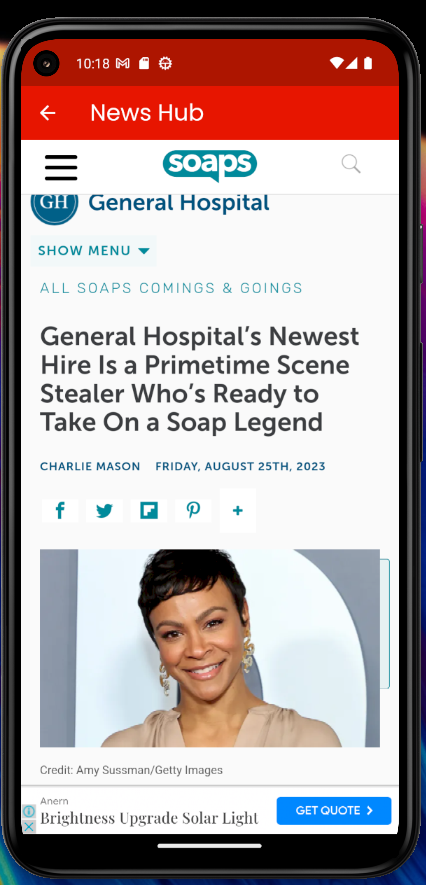 10:18
News Hub
soaps
GH General Hospital
SHOW MENU
ALL SOAPS COMINGS & GOINGS
General Hospital's Newest
Hire Is a Primetime Scene
Stealer Who's Ready to
Take On a Soap Legend
CHARLIE MASON FRIDAY, AUGUST 25TH, 2023
Credit: Amy Sussman/Getty Images
Anern
Brightness Upgrade Solar Light
GET QUOTE